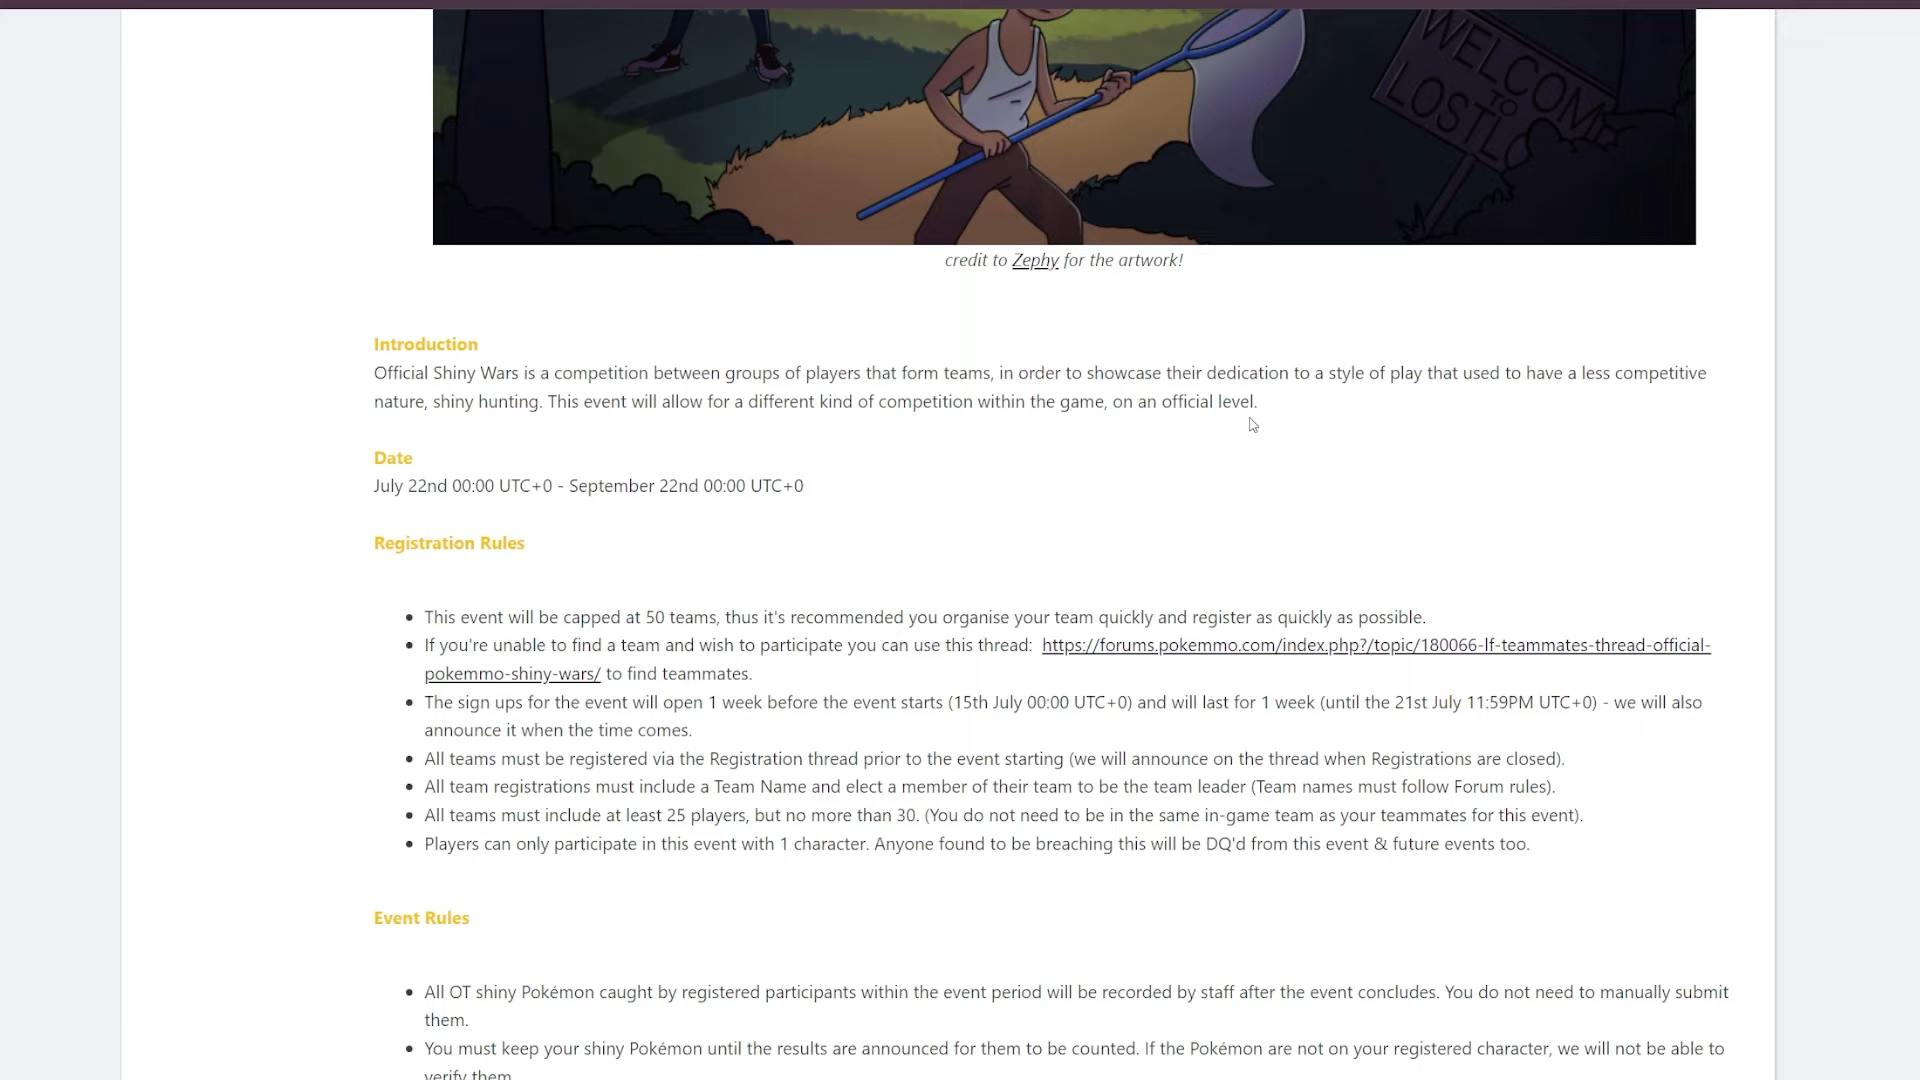 WELCOME
TO
LOSTL
credit to Zephy for the artwork!
Introduction
Official Shiny Wars is a competition between groups of players that form teams, in order to showcase their dedication to a style of play that used to have a less competitive
nature, shiny hunting. This event will allow for a different kind of competition within the game, on an official level.
Date
July 22nd 00:00 UTC+0 - September 22nd 00:00 UTC+0
Registration Rules
• This event will be capped at 50 teams, thus it's recommended you organise your team quickly and register as quickly as possible.
• If you're unable to find a team and wish to participate you can use this thread: https://forums.pokemmo.com/index.php?/topic/180066-lf-teammates-thread-official-
pokemmo-shiny-wars/ to find teammates.
• The sign ups for the event will open 1 week before the event starts (15th July 00:00 UTC+0) and will last for 1 week (until the 21st July 11:59PM UTC+0) - we will also
announce it when the time comes.
• All teams must be registered via the Registration thread prior to the event starting (we will announce on the thread when Registrations are closed).
• All team registrations must include a Team Name and elect a member of their team to be the team leader (Team names must follow Forum rules).
• All teams must include at least 25 players, but no more than 30. (You do not need to be in the same in-game team as your teammates for this event).
• Players can only participate in this event with 1 character. Anyone found to be breaching this will be DQ'd from this event & future events too.
Event Rules
• All OT shiny Pokémon caught by registered participants within the event period will be recorded by staff after the event concludes. You do not need to manually submit
them.
• You must keep your shiny Pokémon until the results are announced for them to be counted. If the Pokémon are not on your registered character, we will not be able to
verify them.